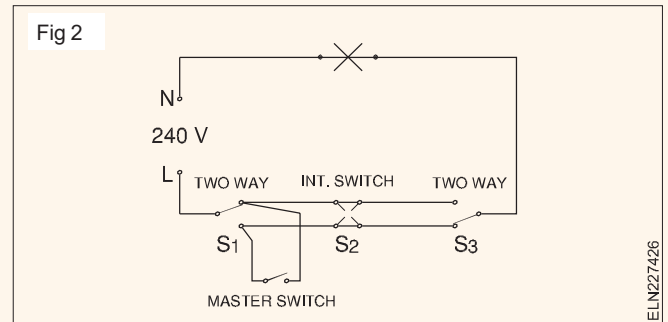 Fig 2
N
240 V
L
TWO WAY INT. SWITCH TWO WAY
S1 S2 S3
MASTER SWITCH
ELN227426